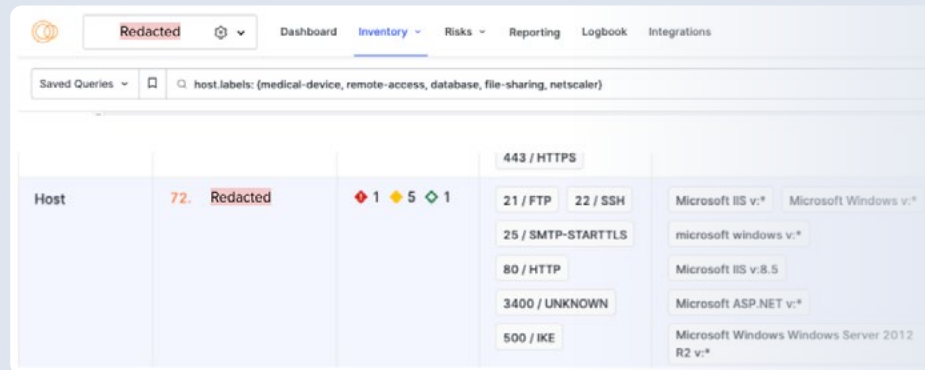 Redacted Dashboard Inventory Risks Reporting Logbook Integrations
Saved Queries host.labels: {medical-device, remote-access, database, file-sharing, netscaler}
443 / HTTPS
Host 72. Redacted 1 5 1 21 / FTP 22 / SSH Microsoft IIS v:* Microsoft Windows v:*
25 / SMTP-STARTTLS microsoft windows v:*
80 / HTTP Microsoft IIS v:8.5
3400 / UNKNOWN Microsoft ASP.NET v:*
500 / IKE Microsoft Windows Windows Server 2012
R2 v:*